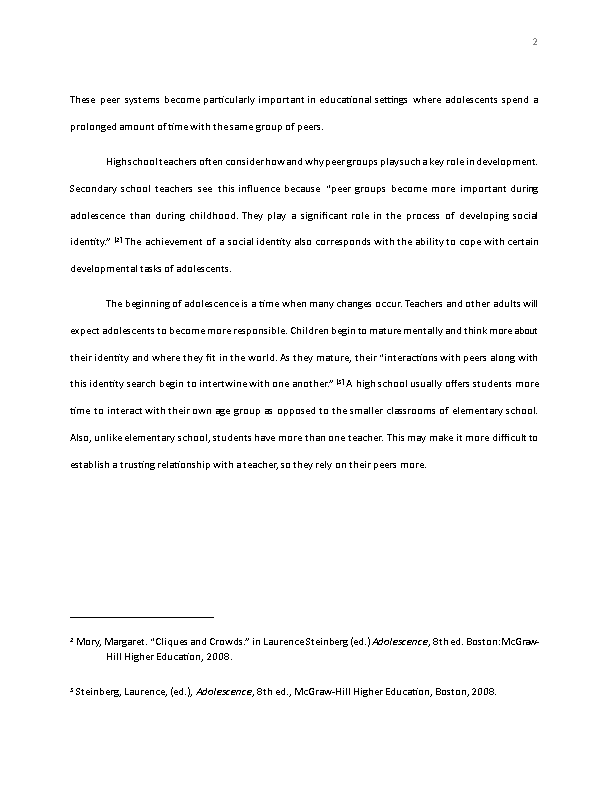 2
These peer systems become particularly important in educational settings where adolescents spend a
prolonged amount of time with the same group of peers.
High school teachers often consider how and why peer groups play such a key role in development.
Secondary school teachers see this influence because “peer groups become more important during
adolescence than during childhood. They play a significant role in the process of developing social
identity.” [2] The achievement of a social identity also corresponds with the ability to cope with certain
developmental tasks of adolescents.
The beginning of adolescence is a time when many changes occur. Teachers and other adults will
expect adolescents to become more responsible. Children begin to mature mentally and think more about
their identity and where they fit in the world. As they mature, their “interactions with peers along with
this identity search begin to intertwine with one another.” [3] A high school usually offers students more
time to interact with their own age group as opposed to the smaller classrooms of elementary school.
Also, unlike elementary school, students have more than one teacher. This may make it more difficult to
establish a trusting relationship with a teacher, so they rely on their peers more.
2 Mory, Margaret. “Cliques and Crowds.” in Laurence Steinberg (ed.) Adolescence, 8th ed. Boston: McGraw-
Hill Higher Education, 2008.
3 Steinberg, Laurence, (ed.), Adolescence, 8th ed., McGraw-Hill Higher Education, Boston, 2008.